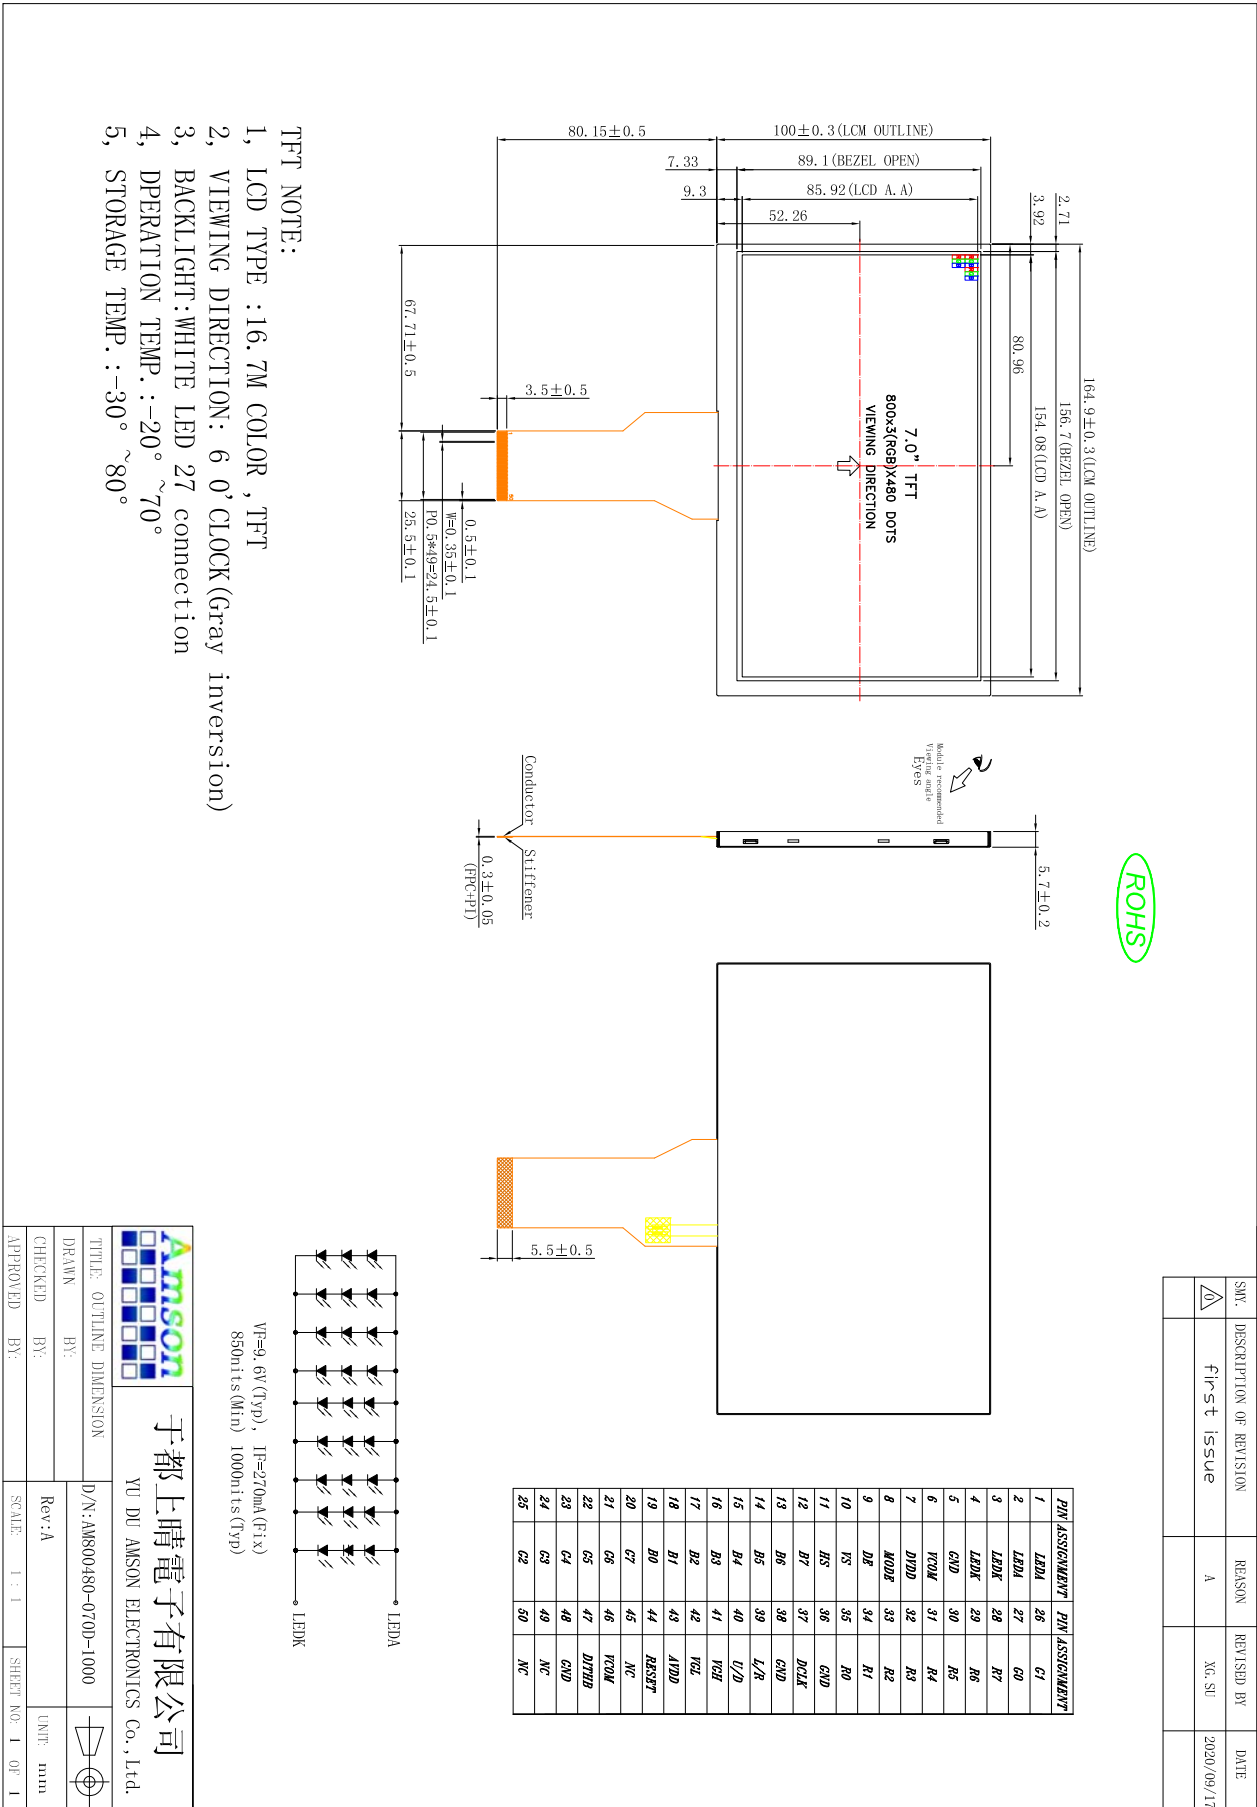 SMY. DESCRIPTION OF REVISION REASON REVISED BY DATE
0 first issue A XG.SU 2020/09/17
ROHS
164.9±0.3(LCM OUTLINE)
156.7(BEZEL OPEN)
154.08(LCD A.A)
80.96
2.71
3.92
100±0.3(LCM OUTLINE)
89.1(BEZEL OPEN)
85.92(LCD A.A)
52.26
7.33
9.3
80.15±0.5
7.0" TFT
800x3(RGB)X480 DOTS
VIEWING DIRECTION
67.71±0.5
3.5±0.5
1
50
0.5±0.1
W=0.35±0.1
P0.5*49=24.5±0.1
25.5±0.1
5.7±0.2
Module recommended
Viewing angle
Eyes
Conductor
Stiffener
0.3±0.05
(FPC+PI)
5.5±0.5
PIN ASSIGNMENT PIN ASSIGNMENT
1 LEDA 26 G1
2 LEDA 27 G0
3 LEDK 28 R7
4 LEDK 29 R6
5 GND 30 R5
6 VCOM 31 R4
7 DVDD 32 R3
8 MODE 33 R2
9 DE 34 R1
10 VS 35 R0
11 HS 36 GND
12 B7 37 DCLK
13 B6 38 GND
14 B5 39 L/R
15 B4 40 U/D
16 B3 41 VGH
17 B2 42 VGL
18 B1 43 AVDD
19 B0 44 RESET
20 G7 45 NC
21 G6 46 VCOM
22 G5 47 DITHB
23 G4 48 GND
24 G3 49 NC
25 G2 50 NC
LEDA
LEDK
VF=9.6V(Typ), IF=270mA(Fix)
850nits(Min) 1000nits(Typ)
TFT NOTE:
1, LCD TYPE :16.7M COLOR ,TFT
2, VIEWING DIRECTION: 6 O'CLOCK(Gray inversion)
3, BACKLIGHT:WHITE LED 27 connection
4, DPERATION TEMP.:-20° ~70°
5, STORAGE TEMP.:-30° ~80°
Amson
于都上晴電子有限公司
YU DU AMSON ELECTRONICS Co.,Ltd.
TITLE: OUTLINE DIMENSION
D/N:AM800480-070D-1000
DRAWN BY:
CHECKED BY:
Rev:A
UNIT: mm
APPROVED BY:
SCALE: 1 : 1
SHEET NO: 1 OF 1